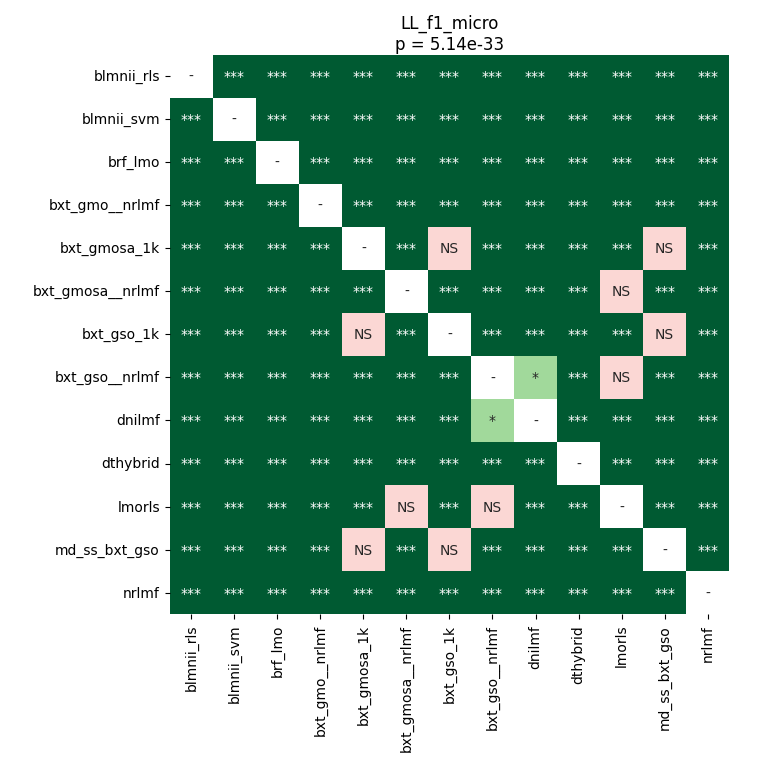 LL_f1_micro
p = 5.14e-33
blmnii_rls - *** *** *** *** *** *** *** *** *** *** *** ***
blmnii_svm *** - *** *** *** *** *** *** *** *** *** *** ***
brf_lmo *** *** - *** *** *** *** *** *** *** *** *** ***
bxt_gmo__nrlmf *** *** *** - *** *** *** *** *** *** *** *** ***
bxt_gmosa_1k *** *** *** *** - *** NS *** *** *** *** NS ***
bxt_gmosa__nrlmf *** *** *** *** *** - *** *** *** *** NS *** ***
bxt_gso_1k *** *** *** *** NS *** - *** *** *** *** NS ***
bxt_gso__nrlmf *** *** *** *** *** *** *** - * *** NS *** ***
dnilmf *** *** *** *** *** *** *** * - *** *** *** ***
dthybrid *** *** *** *** *** *** *** *** *** - *** *** ***
lmorls *** *** *** *** *** NS *** NS *** *** - *** ***
md_ss_bxt_gso *** *** *** *** NS *** NS *** *** *** *** - ***
nrlmf *** *** *** *** *** *** *** *** *** *** *** *** -
blmnii_rls
blmnii_svm
brf_lmo
bxt_gmo__nrlmf
bxt_gmosa_1k
bxt_gmosa__nrlmf
bxt_gso_1k
bxt_gso__nrlmf
dnilmf
dthybrid
lmorls
md_ss_bxt_gso
nrlmf